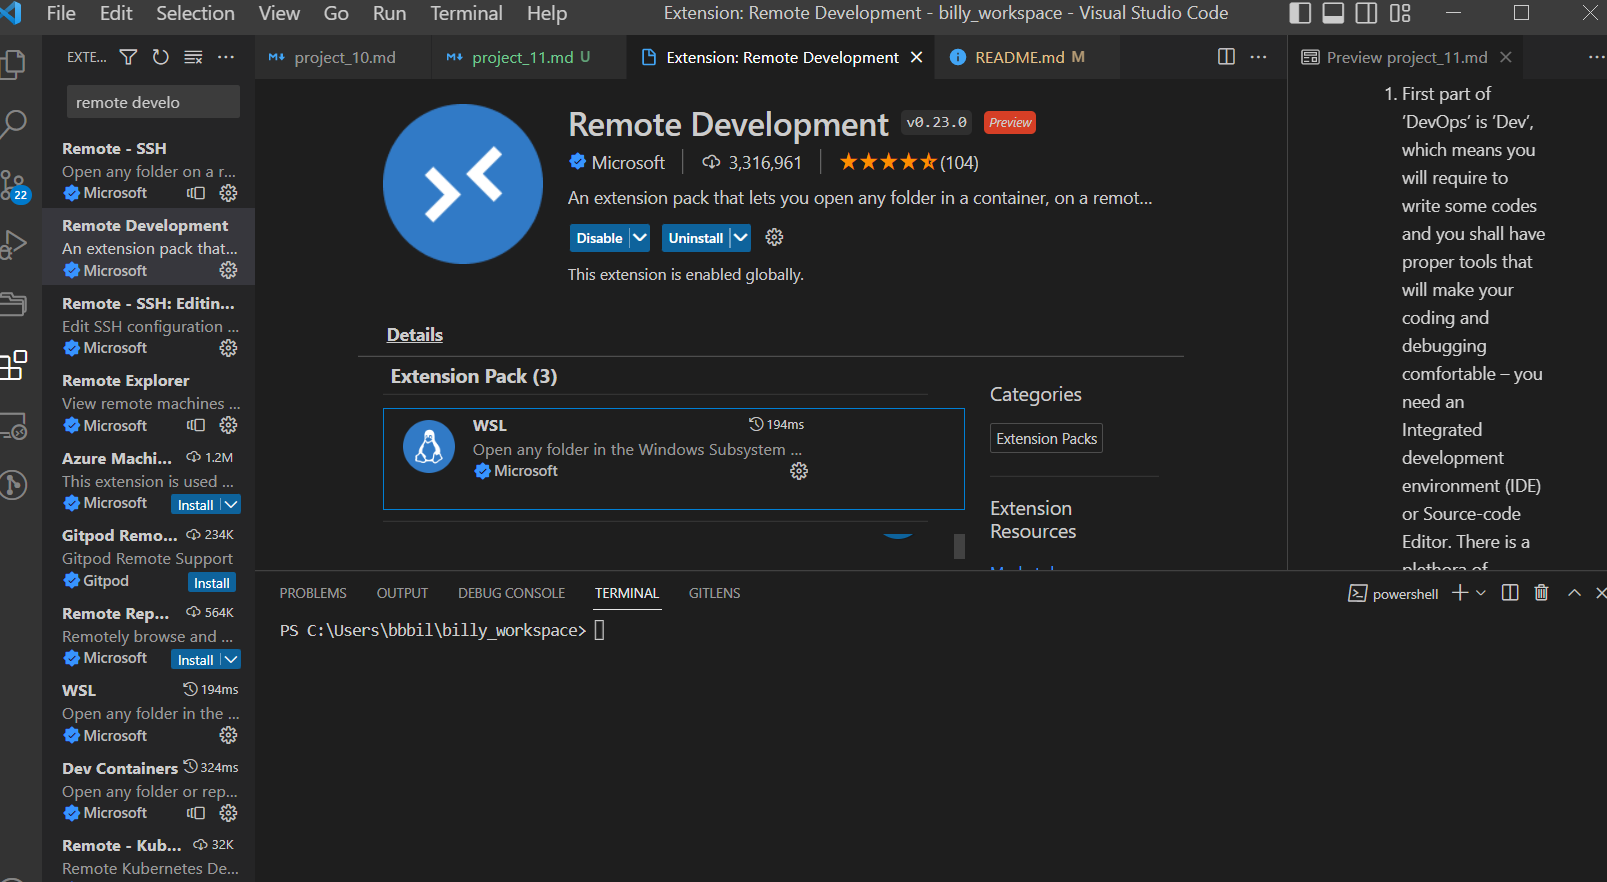 File Edit Selection View Go Run Terminal Help
Extension: Remote Development - billy_workspace - Visual Studio Code
EXTE...
remote develo
22
Remote - SSH
Open any folder on a r...
Microsoft
Remote Development
An extension pack that...
Microsoft
Remote - SSH: Editin...
Edit SSH configuration ...
Microsoft
Remote Explorer
View remote machines ...
Microsoft
Azure Machi... 1.2M
This extension is used ...
Microsoft Install
Gitpod Remo... 234K
Gitpod Remote Support
Gitpod Install
Remote Rep... 564K
Remotely browse and ...
Microsoft Install
WSL 194ms
Open any folder in the ...
Microsoft
Dev Containers 324ms
Open any folder or rep...
Microsoft
Remote - Kub... 32K
Remote Kubernetes De...
project_10.md project_11.md U Extension: Remote Development README.md M
Remote Development v0.23.0 Preview
Microsoft 3,316,961 (104)
An extension pack that lets you open any folder in a container, on a remot...
Disable Uninstall
This extension is enabled globally.
Details
Extension Pack (3)
WSL 194ms
Open any folder in the Windows Subsystem ...
Microsoft
Categories
Extension Packs
Extension
Resources
Preview project_11.md
1. First part of
‘DevOps’ is ‘Dev’,
which means you
will require to
write some codes
and you shall have
proper tools that
will make your
coding and
debugging
comfortable – you
need an
Integrated
development
environment (IDE)
or Source-code
Editor. There is a
plethora of
PROBLEMS OUTPUT DEBUG CONSOLE TERMINAL GITLENS
powershell
PS C:\Users\bbbil\billy_workspace>